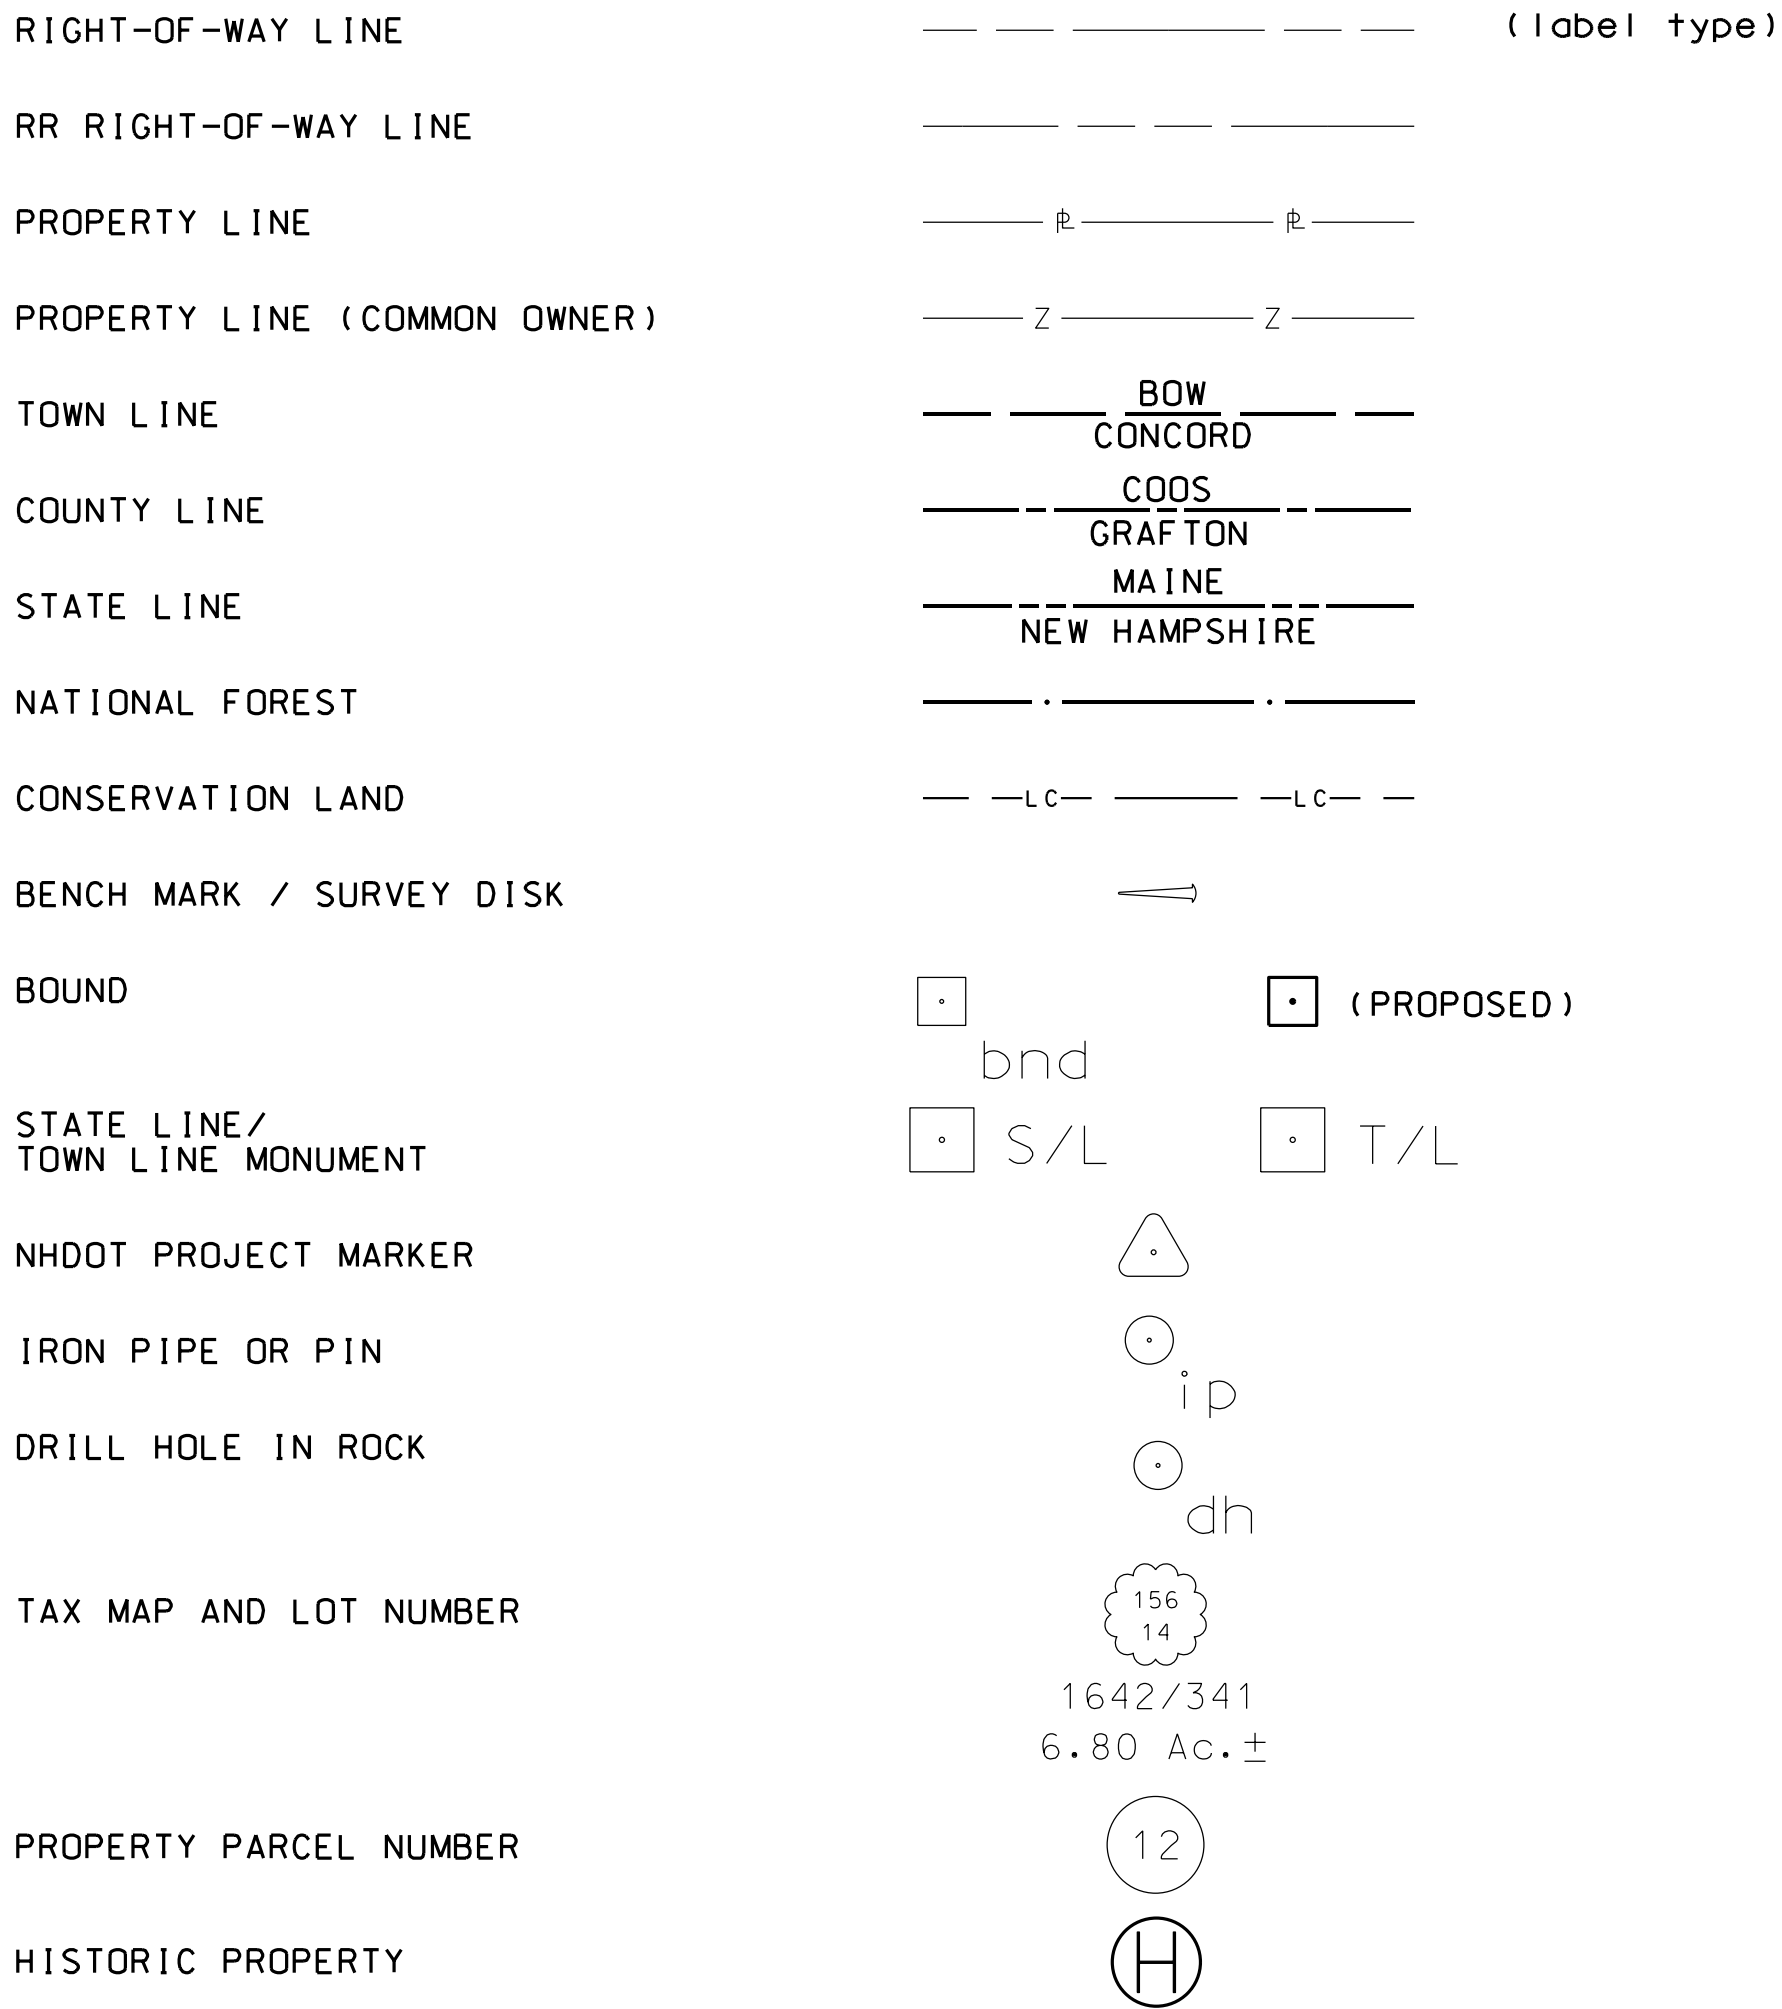 RIGHT-OF-WAY LINE (label type)
RR RIGHT-OF-WAY LINE
PROPERTY LINE ⅊ ⅊
PROPERTY LINE (COMMON OWNER) Z Z
BOW
TOWN LINE
CONCORD
COOS
COUNTY LINE
GRAFTON
MAINE
STATE LINE
NEW HAMPSHIRE
NATIONAL FOREST
CONSERVATION LAND LC LC
BENCH MARK / SURVEY DISK
BOUND (PROPOSED)
bnd
STATE LINE/
TOWN LINE MONUMENT S/L T/L
NHDOT PROJECT MARKER
IRON PIPE OR PIN
ip
DRILL HOLE IN ROCK
dh
TAX MAP AND LOT NUMBER 156
14
1642/341
6.80 Ac.±
PROPERTY PARCEL NUMBER 12
HISTORIC PROPERTY H